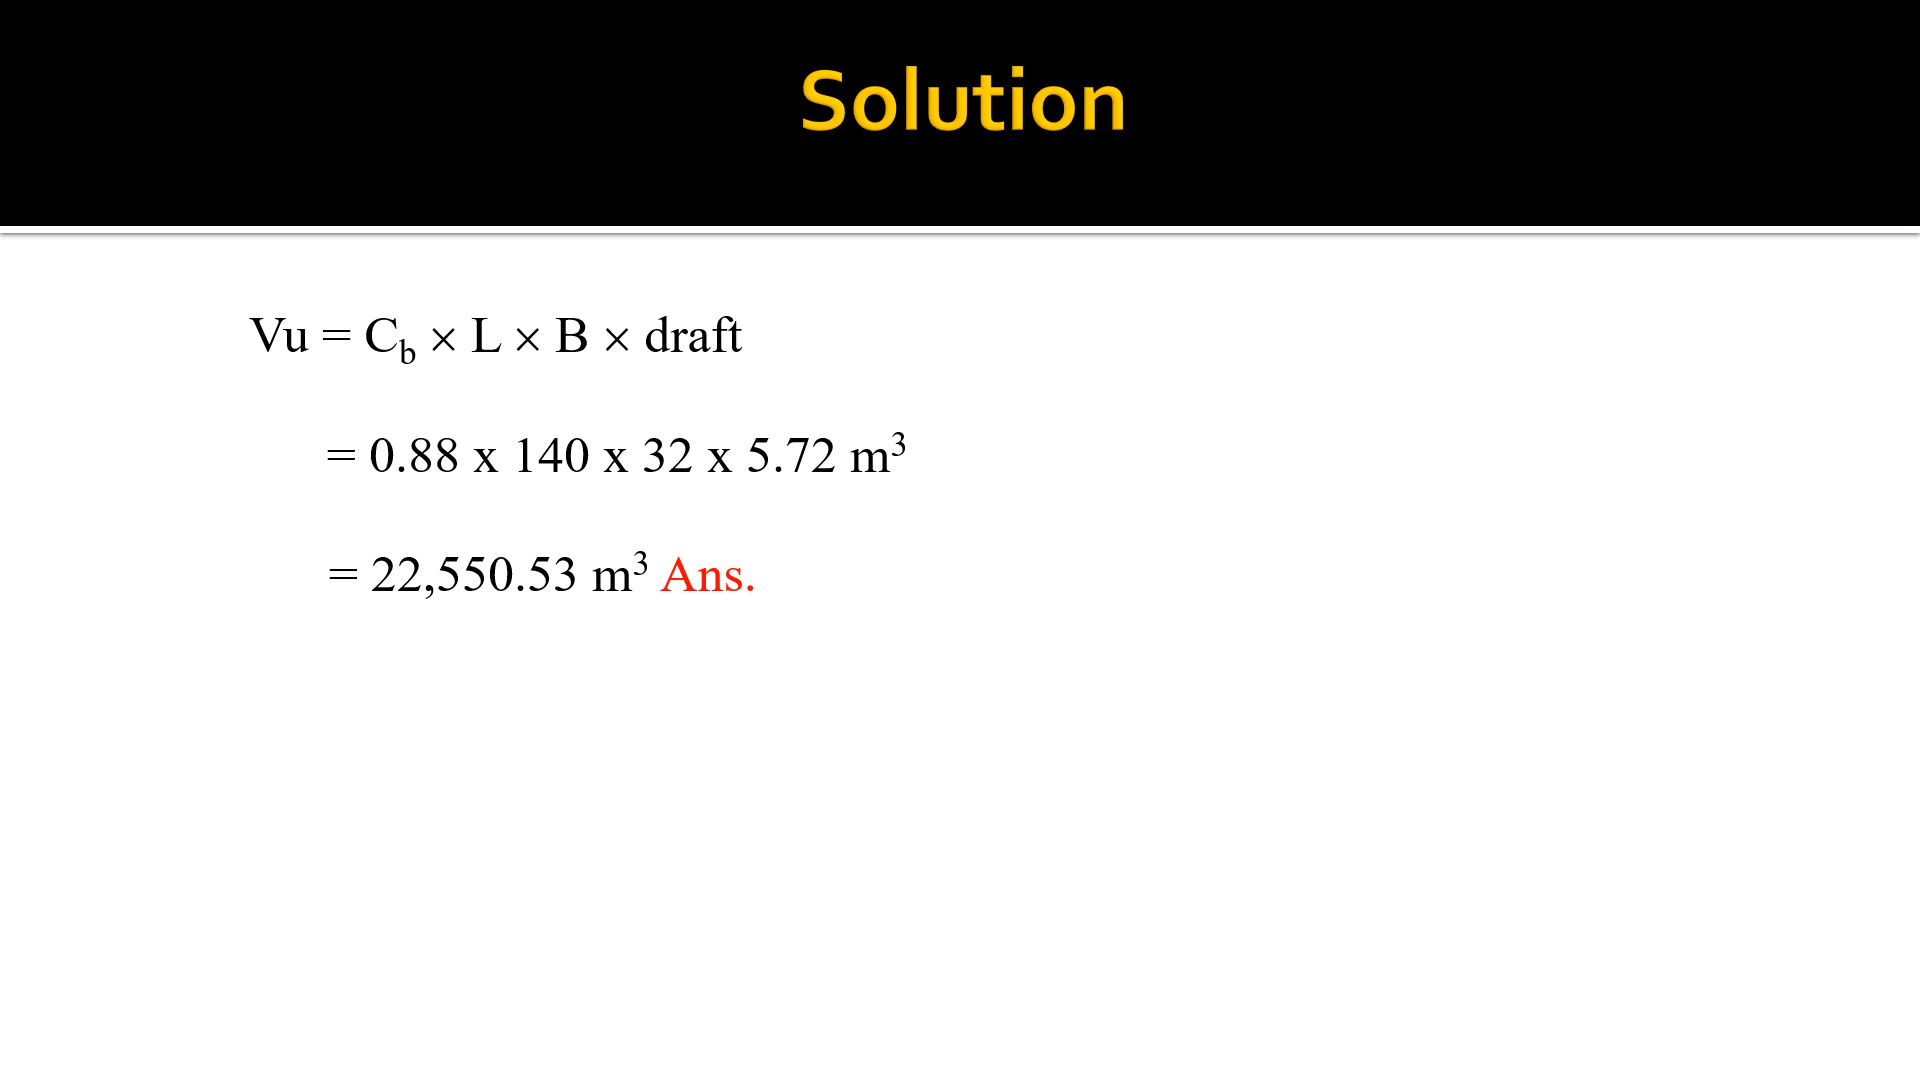 Solution
Vu = C_b × L × B × draft
= 0.88 x 140 x 32 x 5.72 m³
= 22,550.53 m³ Ans.